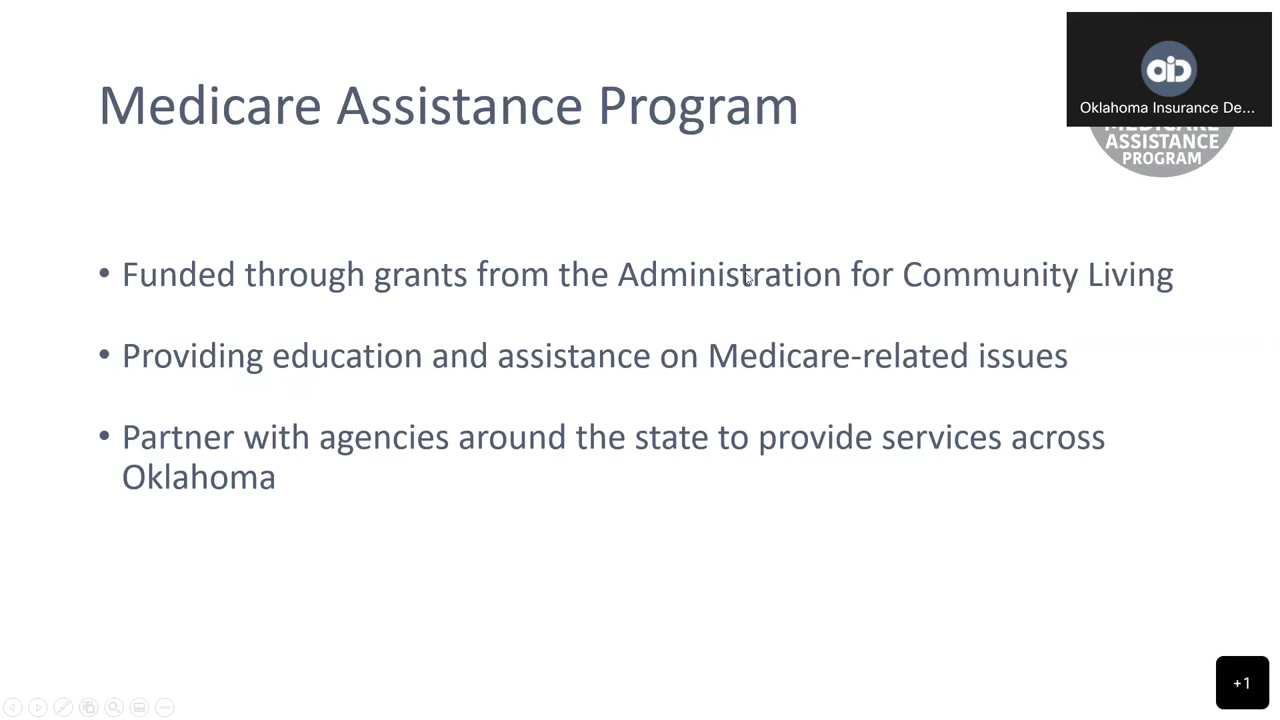 Medicare Assistance Program
Oklahoma Insurance De...
ASSISTANCE
PROGRAM
• Funded through grants from the Administration for Community Living
• Providing education and assistance on Medicare-related issues
• Partner with agencies around the state to provide services across
Oklahoma
+1